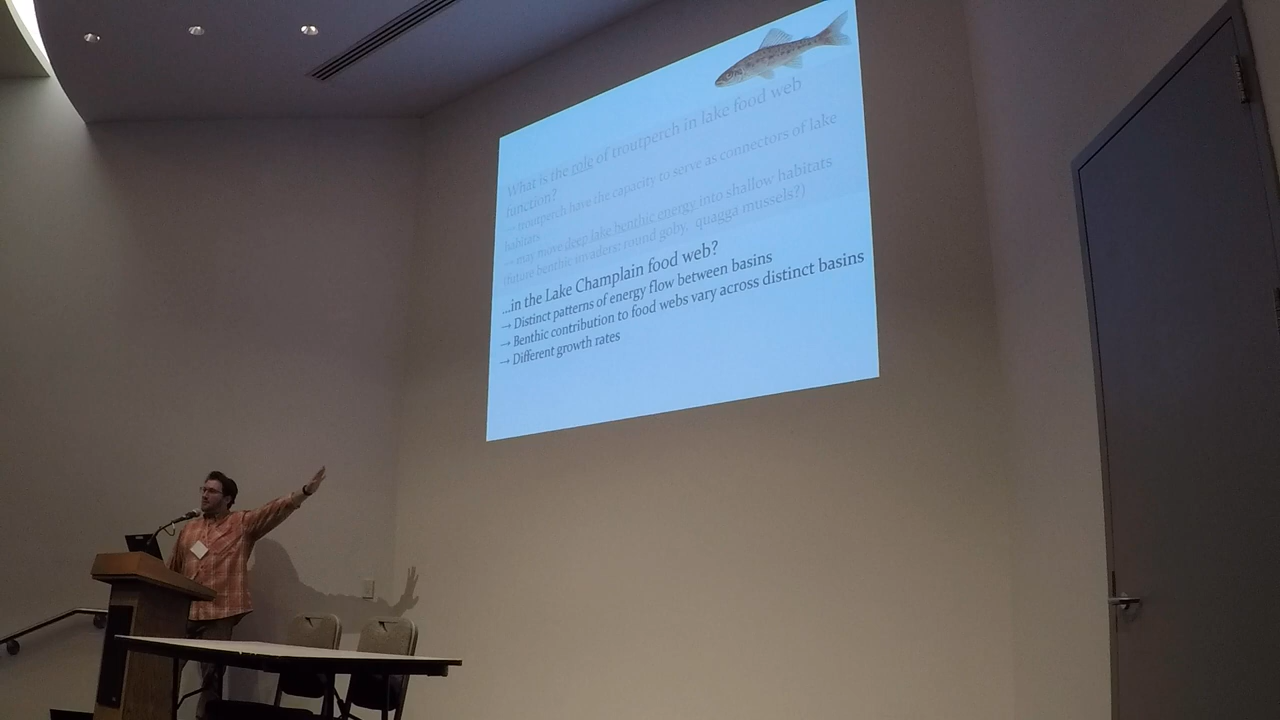 What is the role of troutperch in lake food web
function?
— troutperch have the capacity to serve as connectors of lake
habitats
— may move deep lake benthic energy into shallow habitats
(future benthic invaders: round goby, quagga mussels?)
...in the Lake Champlain food web?
→ Distinct patterns of energy flow between basins
→ Benthic contribution to food webs vary across distinct basins
→ Different growth rates